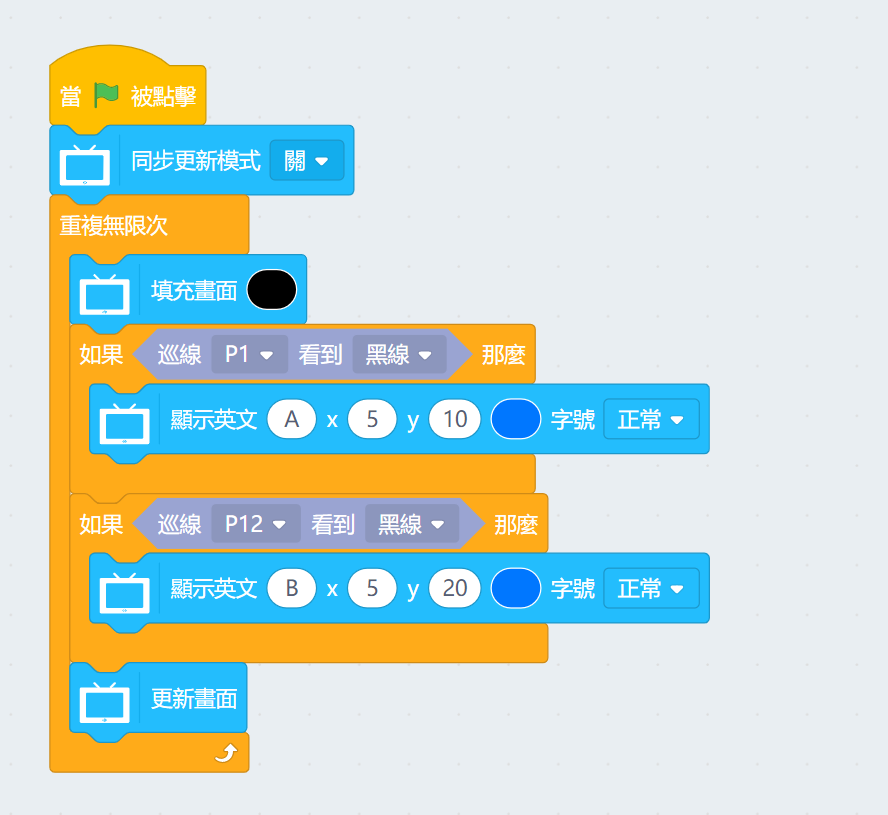 當 被點擊
同步更新模式 關
重複無限次
填充畫面
如果 巡線 P1 看到 黑線 那麼
顯示英文 A x 5 y 10 字號 正常
如果 巡線 P12 看到 黑線 那麼
顯示英文 B x 5 y 20 字號 正常
更新畫面